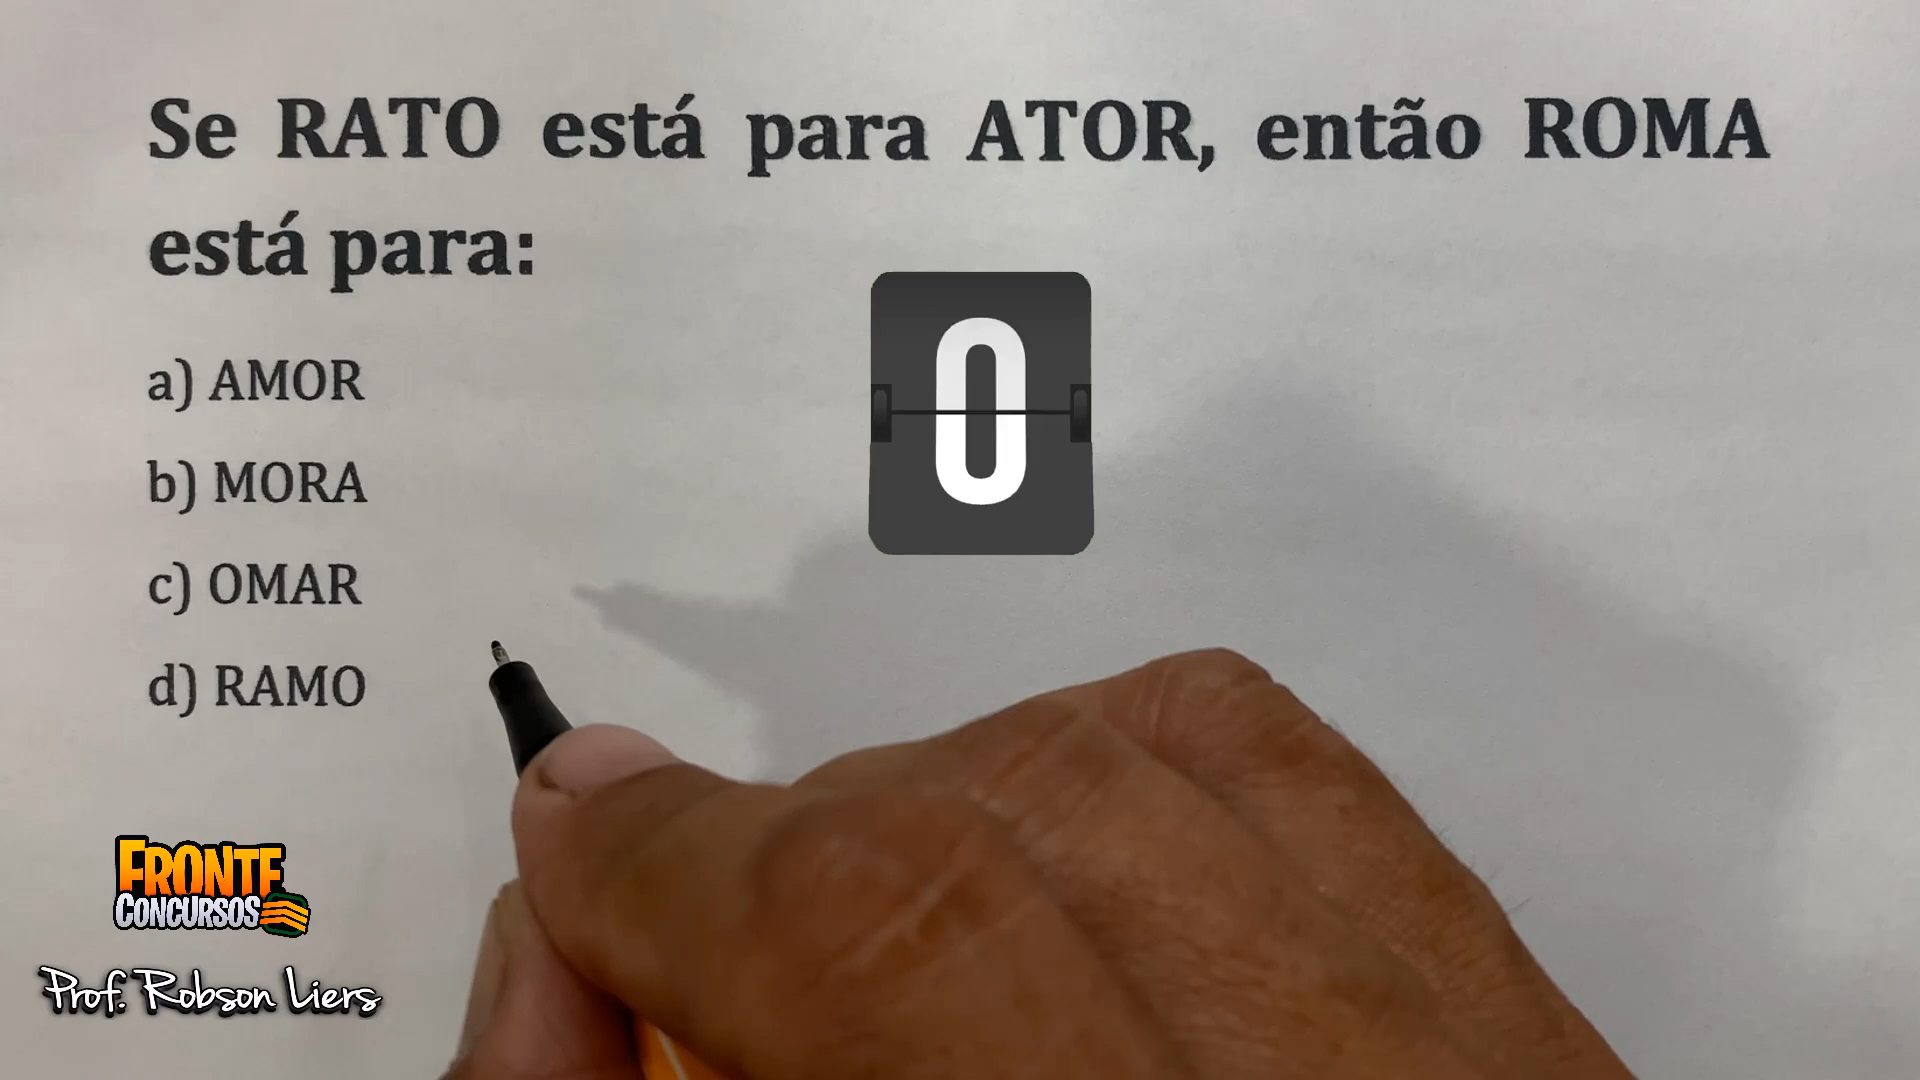 Se RATO está para ATOR, então ROMA
está para:
0
a) AMOR
b) MORA
c) OMAR
d) RAMO
FRONTE
CONCURSOS
Prof. Robson Liers